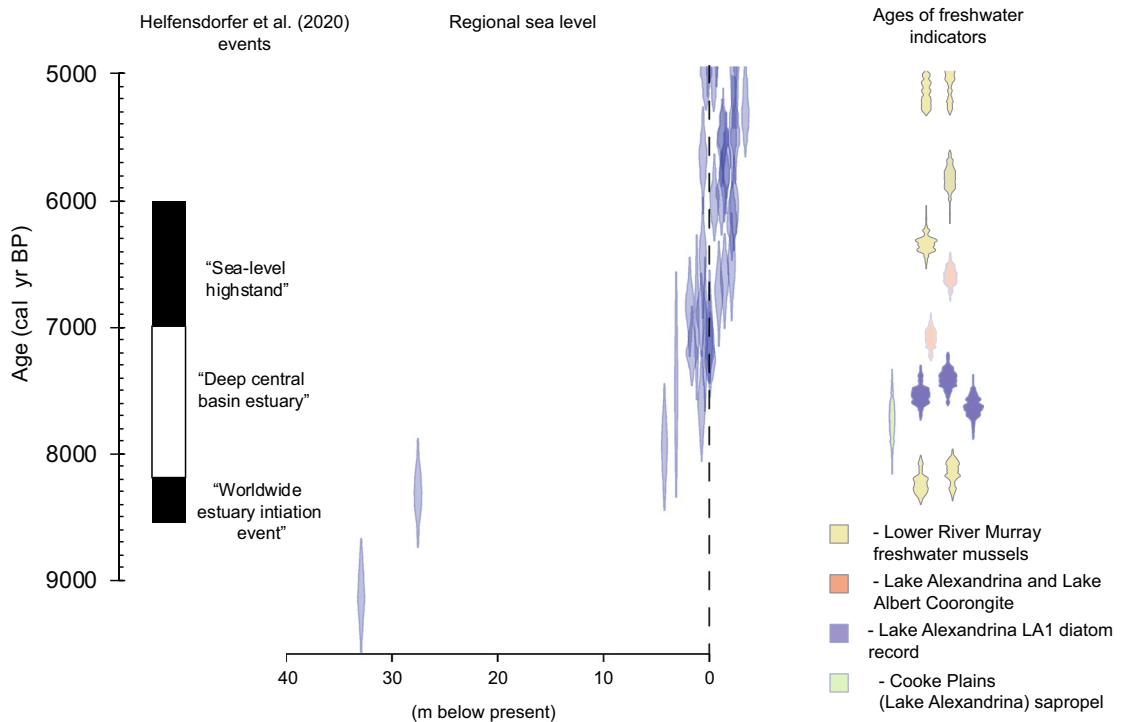 Helfensdorfer et al. (2020)
events
Regional sea level
Ages of freshwater
indicators
Age (cal yr BP)
5000
6000
7000
8000
9000
“Sea-level
highstand”
“Deep central
basin estuary”
“Worldwide
estuary intiation
event”
40
30
20
10
0
(m below present)
- Lower River Murray
freshwater mussels
- Lake Alexandrina and Lake
Albert Coorongite
- Lake Alexandrina LA1 diatom
record
- Cooke Plains
(Lake Alexandrina) sapropel